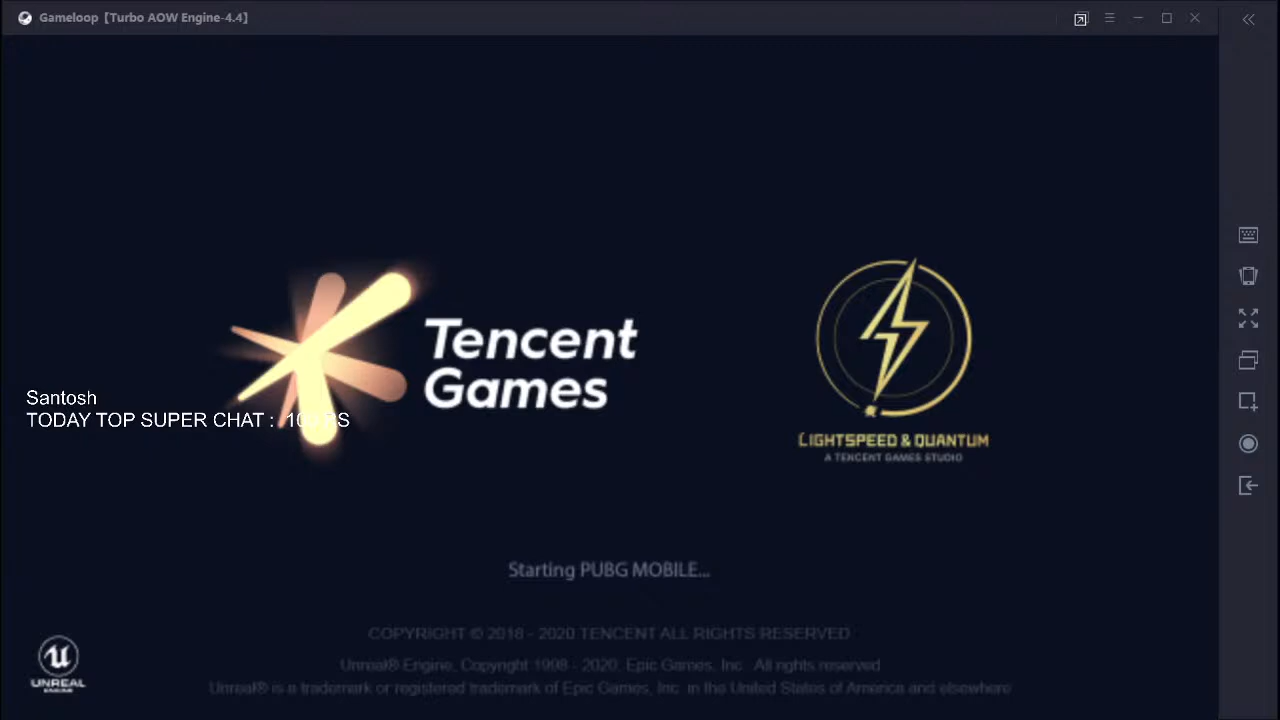 Gameloop【Turbo AOW Engine-4.4】
Tencent
Games
Santosh
TODAY TOP SUPER CHAT : RS
LIGHTSPEED & QUANTUM
A TENCENT GAMES STUDIO
Starting PUBG MOBILE...
COPYRIGHT © 2018 - 2020 TENCENT ALL RIGHTS RESERVED
Unreal® Engine, Copyright 1998 - 2020, Epic Games, Inc. All rights reserved
Unreal® is a trademark or registered trademark of Epic Games, Inc. in the United States of America and elsewhere
UNREAL
ENGINE